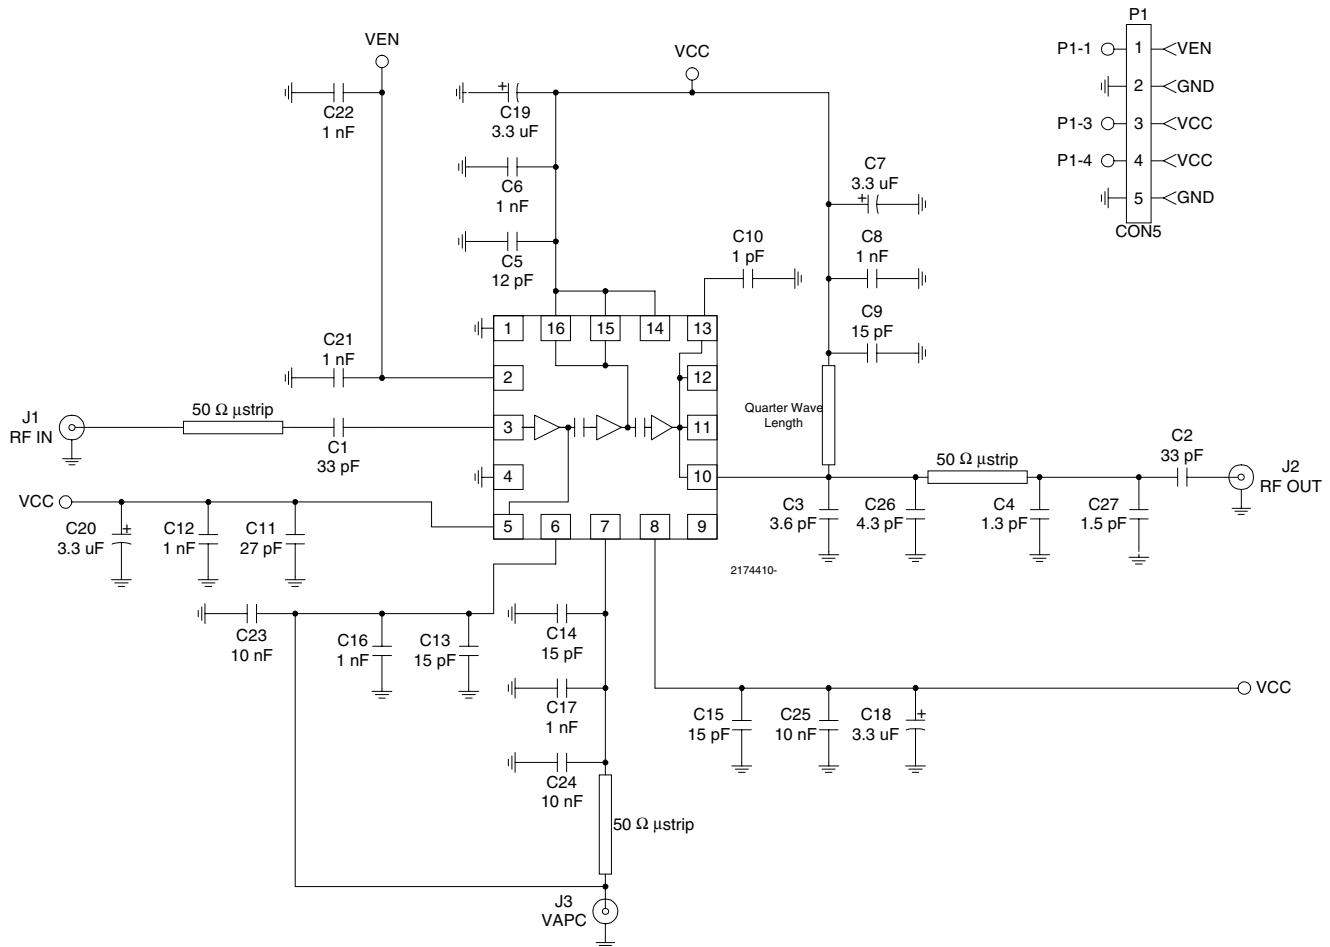 P1
P1-1
1
VEN
2
GND
P1-3
3
VCC
P1-4
4
VCC
5
GND
CON5
VEN
VCC
C22
1 nF
+
C19
3.3 uF
C6
1 nF
C5
12 pF
C7
3.3 uF
+
C10
1 pF
C8
1 nF
C9
15 pF
1
16
15
14
13
C21
1 nF
2
12
J1
RF IN
50 Ω µstrip
C1
33 pF
3
11
Quarter Wave
Length
4
10
50 Ω µstrip
C2
33 pF
J2
RF OUT
VCC
C20
3.3 uF
+
C12
1 nF
C11
27 pF
5
6
7
8
9
C3
3.6 pF
C26
4.3 pF
C4
1.3 pF
C27
1.5 pF
2174410-
C23
10 nF
C16
1 nF
C13
15 pF
C14
15 pF
C17
1 nF
C24
10 nF
C15
15 pF
C25
10 nF
C18
3.3 uF
+
VCC
50 Ω µstrip
J3
VAPC